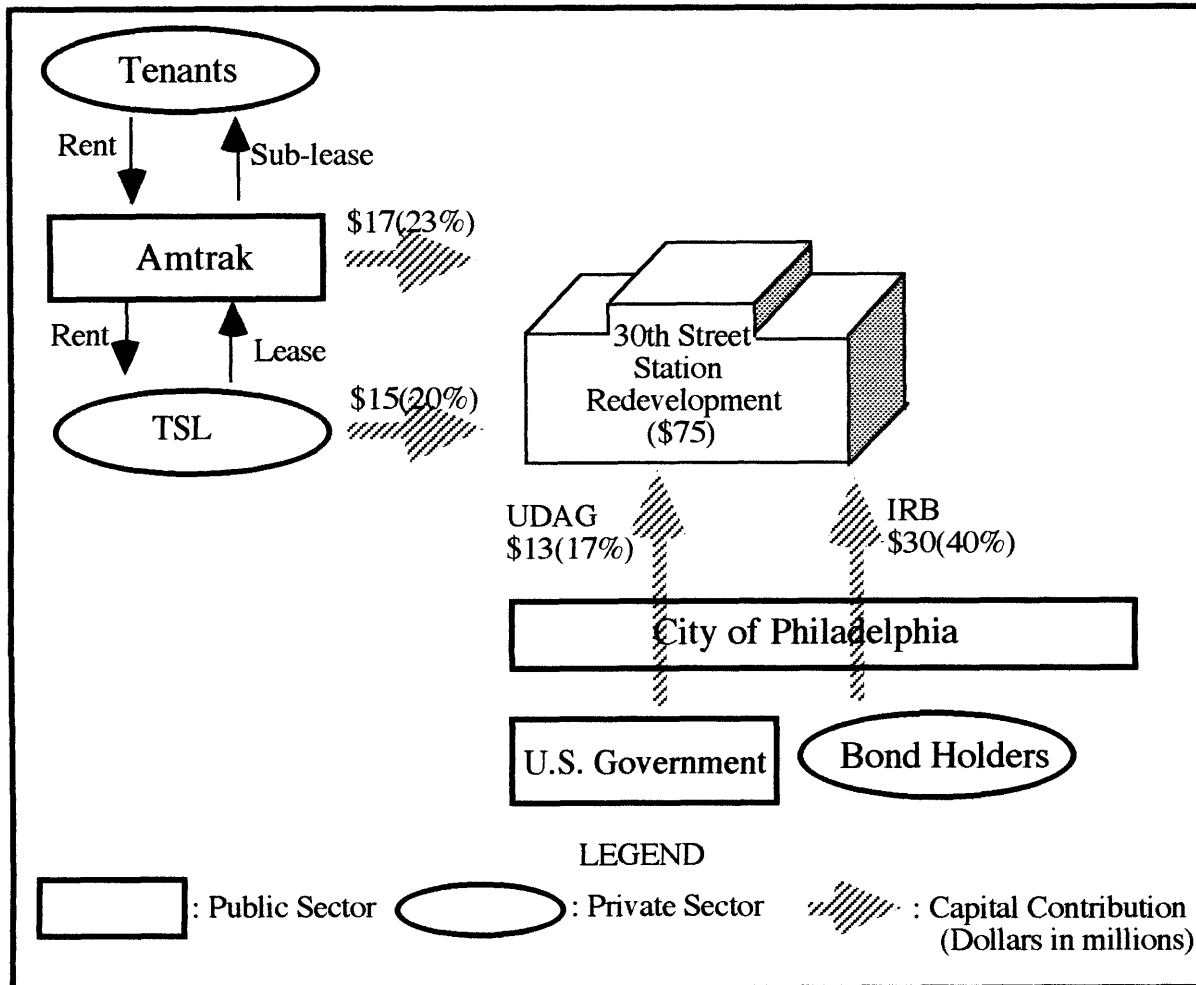 Tenants
Rent
Sub-lease
$17(23%)
Amtrak
Rent
Lease
$15(20%)
TSL
30th Street
Station
Redevelopment
($75)
UDAG
$13(17%)
IRB
$30(40%)
City of Philadelphia
U.S. Government
Bond Holders
LEGEND
: Public Sector
: Private Sector
: Capital Contribution
(Dollars in millions)